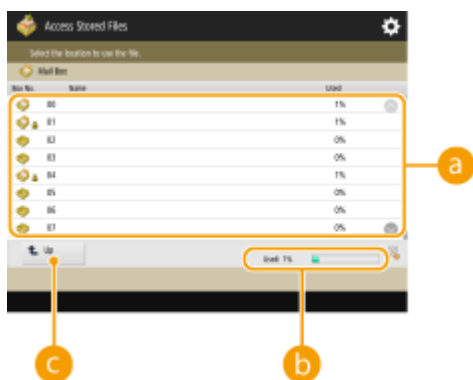 Access Stored Files
Select the location to use the file.
Mail Box
Box No. Name Used
00 1%
01 1%
02 0%
03 0%
04 1%
05 0%
06 0%
07 0%
Up
Used: 7%
a
b
c